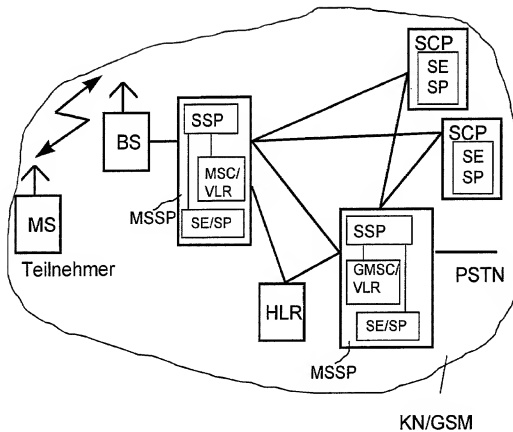 SCP
SE
SP
SCP
SE
SP
SSP
MSC/
VLR
SE/SP
MSSP
BS
MS
Teilnehmer
HLR
SSP
GMSC/
VLR
SE/SP
MSSP
PSTN
KN/GSM